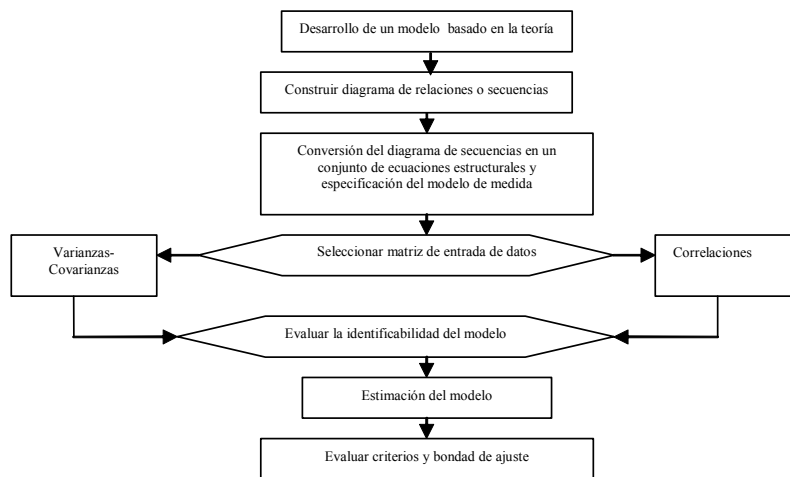 Desarrollo de un modelo basado en la teoría
Construir diagrama de relaciones o secuencias
Conversión del diagrama de secuencias en un
conjunto de ecuaciones estructurales y
especificación del modelo de medida
Varianzas-
Covarianzas
Seleccionar matriz de entrada de datos
Correlaciones
Evaluar la identificabilidad del modelo
Estimación del modelo
Evaluar criterios y bondad de ajuste